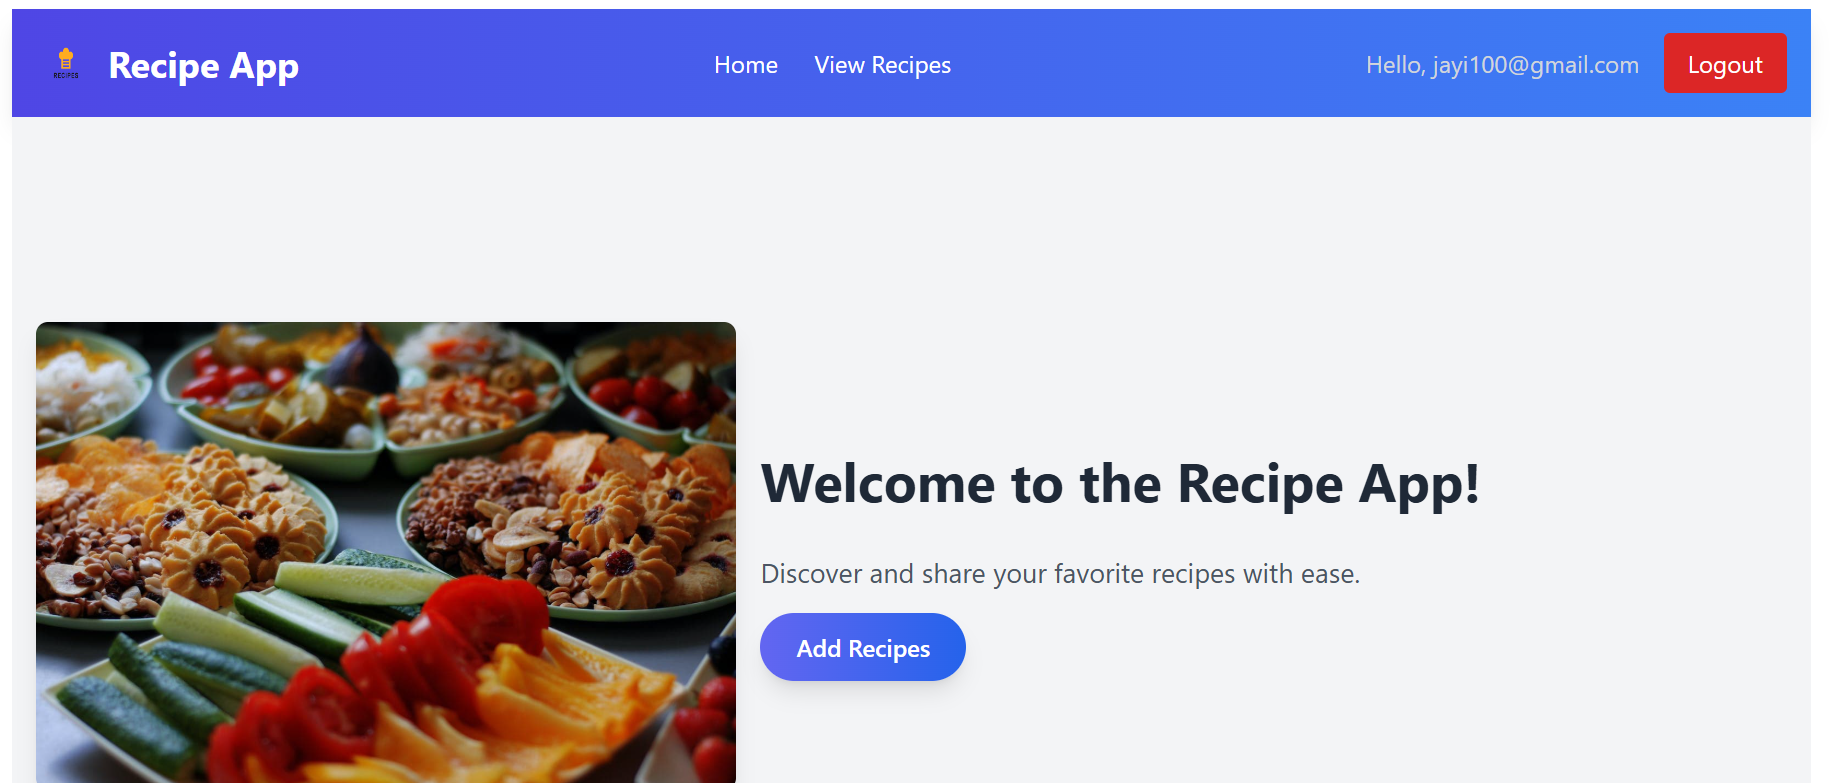 RECIPES
Recipe App
Home
View Recipes
Hello, jayi100@gmail.com
Logout
Welcome to the Recipe App!
Discover and share your favorite recipes with ease.
Add Recipes